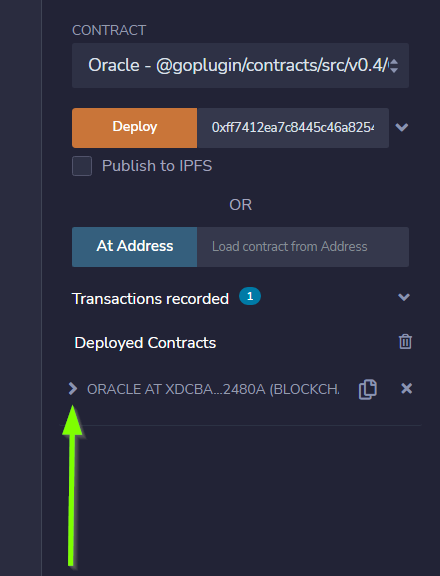 CONTRACT
Oracle - @goplugin/contracts/src/v0.4/
Deploy 0xff7412ea7c8445c46a8254
Publish to IPFS
OR
At Address Load contract from Address
Transactions recorded 1
Deployed Contracts
ORACLE AT XDCBA...2480A (BLOCKCH